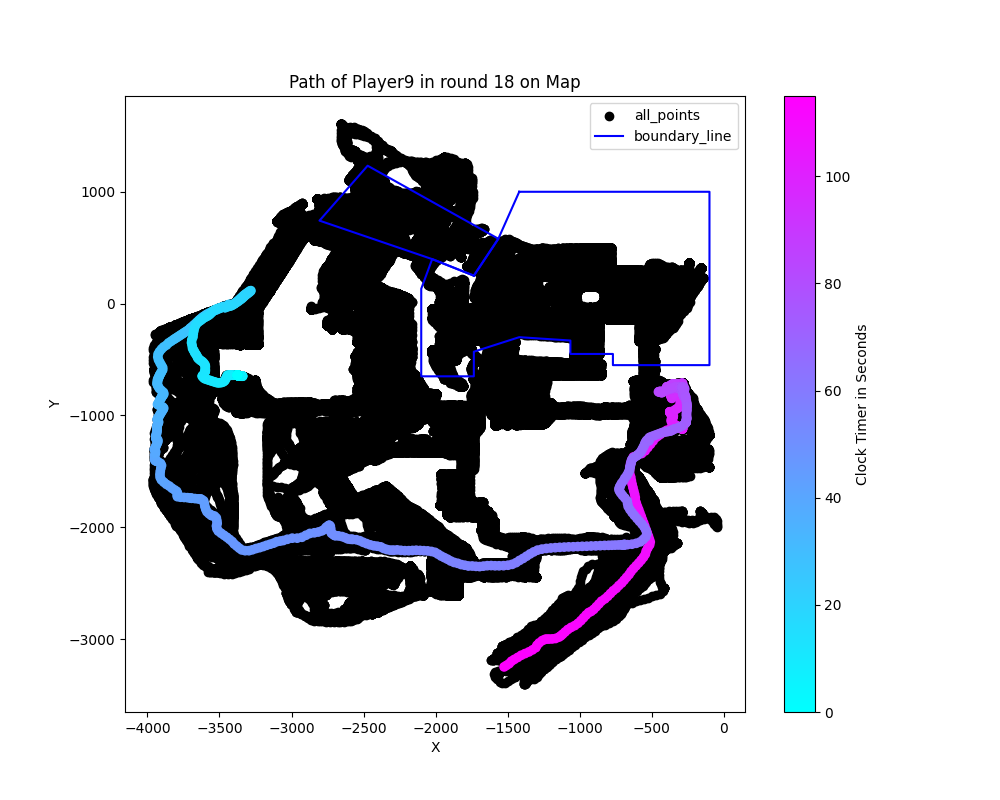 Path of Player9 in round 18 on Map
all_points
boundary_line
1000
0
−1000
−2000
−3000
Y
−4000 −3500 −3000 −2500 −2000 −1500 −1000 −500 0
X
100
80
60
40
20
0
Clock Timer in Seconds